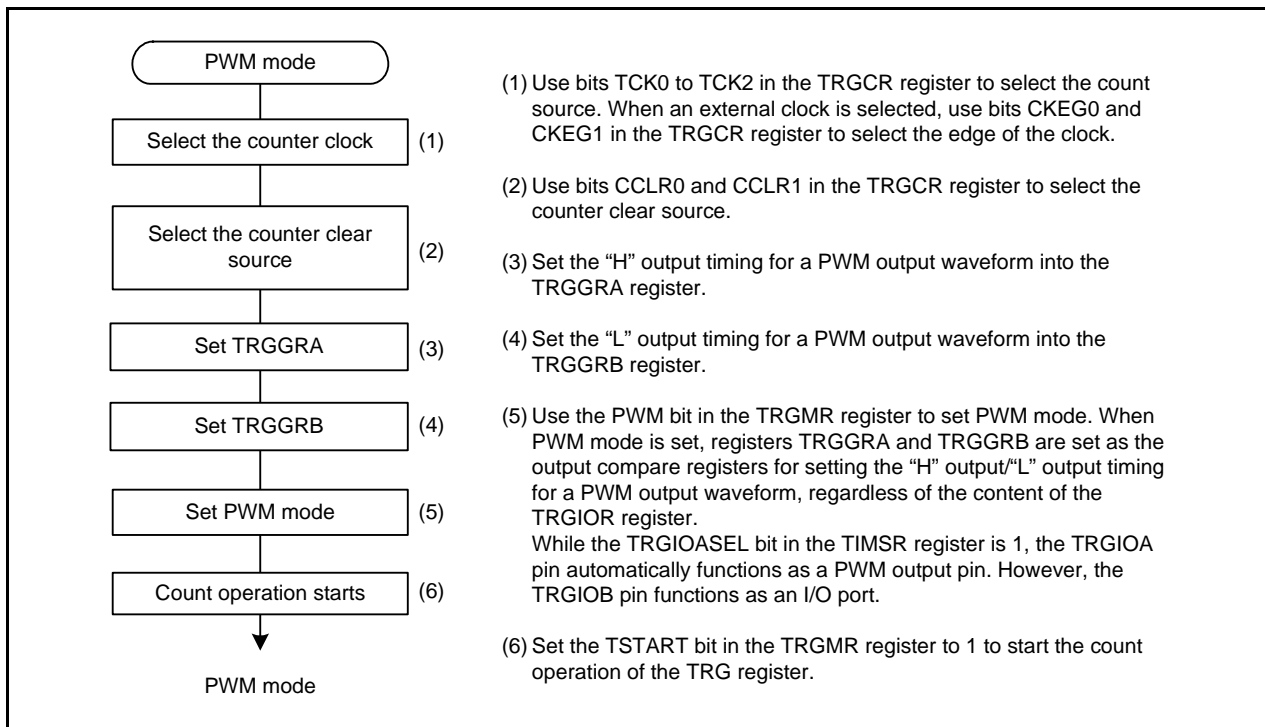 PWM mode
Select the counter clock
(1)
Select the counter clear
source
(2)
Set TRGGRA
(3)
Set TRGGRB
(4)
Set PWM mode
(5)
Count operation starts
(6)
PWM mode
(1) Use bits TCK0 to TCK2 in the TRGCR register to select the count
source. When an external clock is selected, use bits CKEG0 and
CKEG1 in the TRGCR register to select the edge of the clock.
(2) Use bits CCLR0 and CCLR1 in the TRGCR register to select the
counter clear source.
(3) Set the “H” output timing for a PWM output waveform into the
TRGGRA register.
(4) Set the “L” output timing for a PWM output waveform into the
TRGGRB register.
(5) Use the PWM bit in the TRGMR register to set PWM mode. When
PWM mode is set, registers TRGGRA and TRGGRB are set as the
output compare registers for setting the “H” output/“L” output timing
for a PWM output waveform, regardless of the content of the
TRGIOR register.
While the TRGIOASEL bit in the TIMSR register is 1, the TRGIOA
pin automatically functions as a PWM output pin. However, the
TRGIOB pin functions as an I/O port.
(6) Set the TSTART bit in the TRGMR register to 1 to start the count
operation of the TRG register.